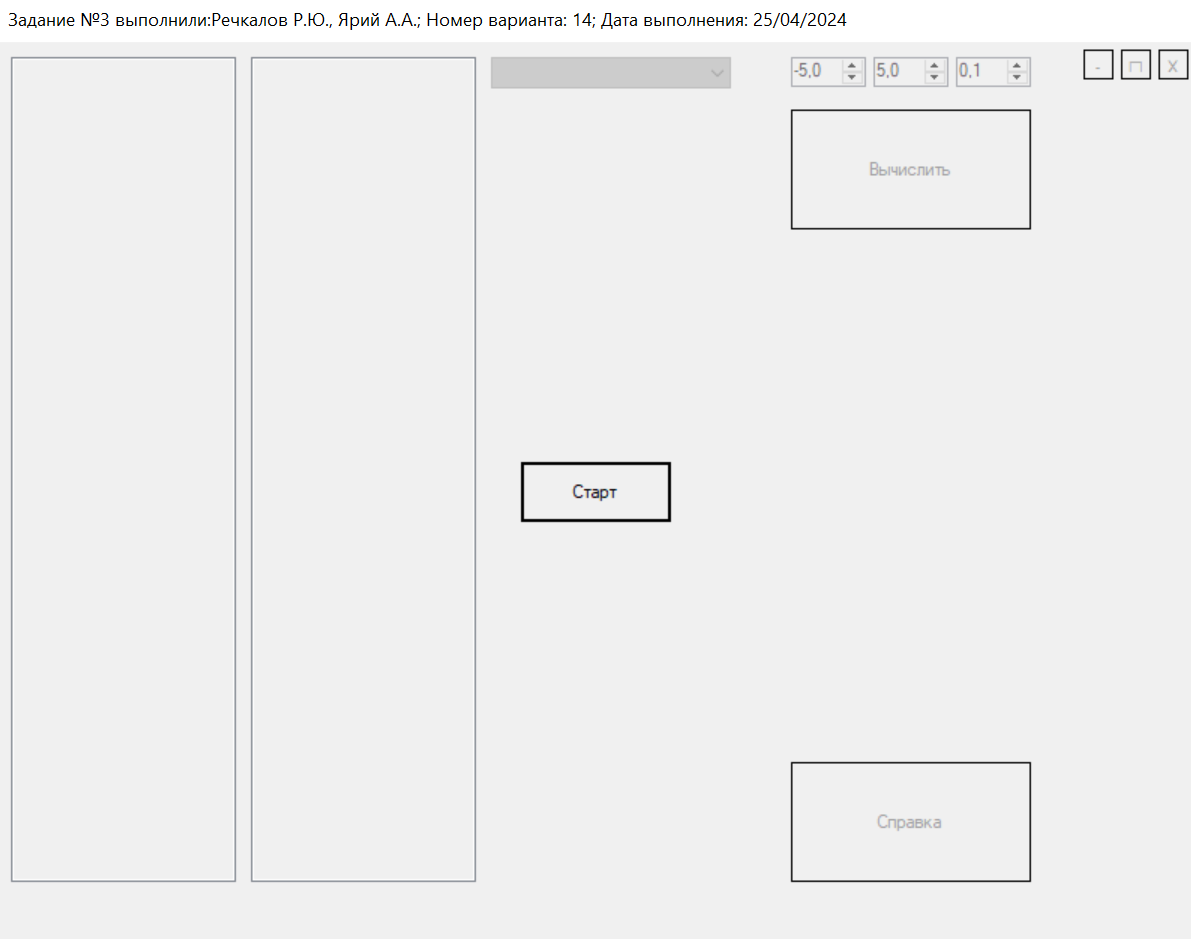 Задание №3 выполнили:Речкалов Р.Ю., Ярий А.А.; Номер варианта: 14; Дата выполнения: 25/04/2024
-5,0 5,0 0,1 - п х
Вычислить
Старт
Справка